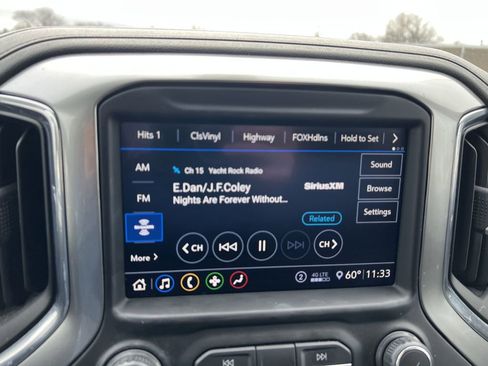 Hits 1 ClsVinyl Highway FOXHdlns Hold to Set
AM Ch 15 Yacht Rock Radio Sound
E.Dan/J.F.Coley SiriusXM Browse
FM Nights Are Forever Without... Settings
Related
CH CH
More
2 4G LTE 60° 11:33